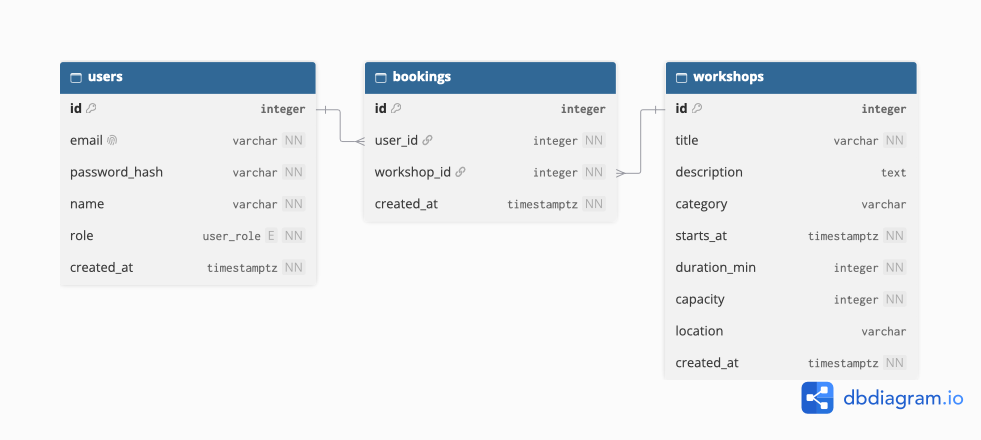 users
id integer
email varchar NN
password_hash varchar NN
name varchar NN
role user_role E NN
created_at timestamptz NN
bookings
id integer
user_id integer NN
workshop_id integer NN
created_at timestamptz NN
workshops
id integer
title varchar NN
description text
category varchar
starts_at timestamptz NN
duration_min integer NN
capacity integer NN
location varchar
created_at timestamptz NN
dbdiagram.io